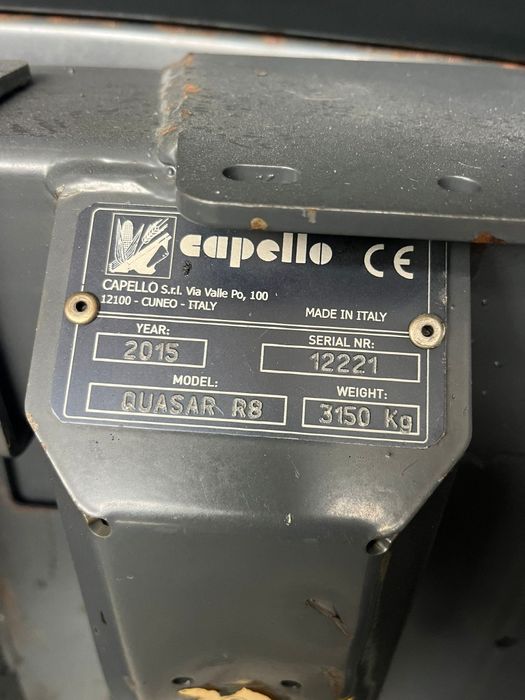 capello CE
CAPELLO S.r.l. Via Valle Po, 100
12100 - CUNEO - ITALY
MADE IN ITALY
YEAR: SERIAL NR:
2015 12221
MODEL: WEIGHT:
QUASAR R8 3150 Kg